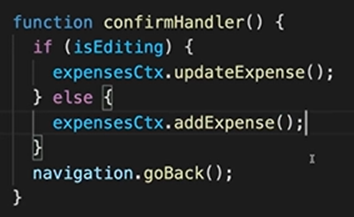 function confirmHandler() {
  if (isEditing) {
    expensesCtx.updateExpense();
  } else {
    expensesCtx.addExpense();
  }
  navigation.goBack();
}